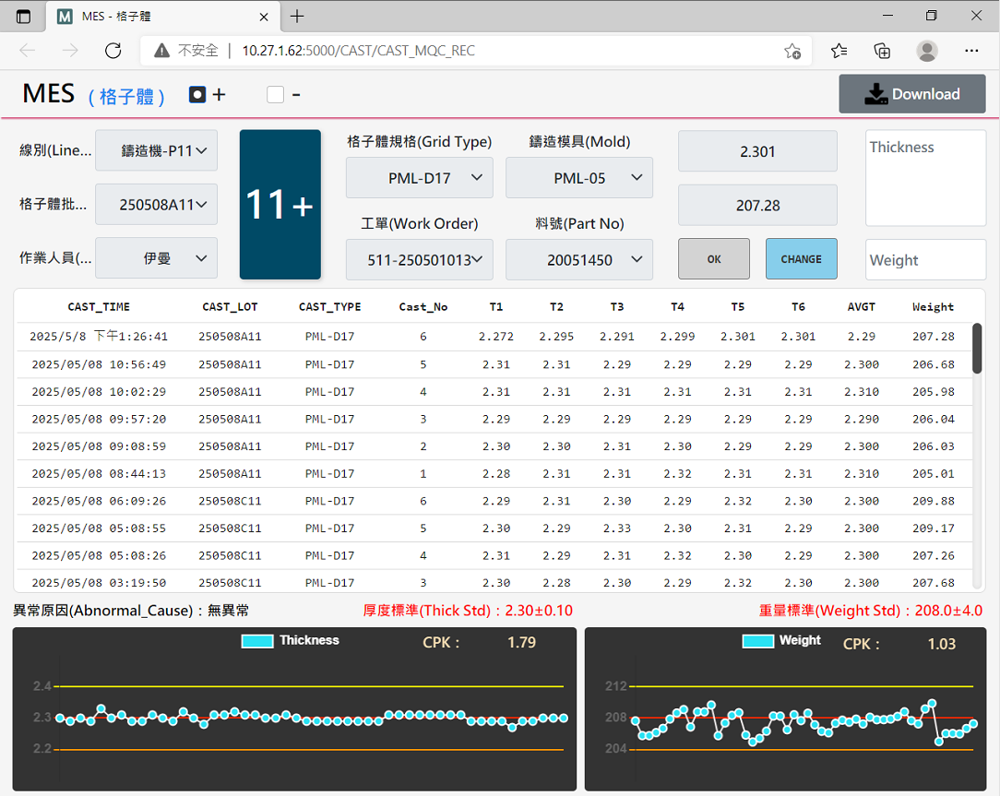 MES - 格子體
不安全 | 10.27.1.62:5000/CAST/CAST_MQC_REC
MES ( 格子體 ) + - Download
線別(Line... 鑄造機-P11
格子體批... 250508A11
作業人員(... 伊曼
11+
格子體規格(Grid Type) 鑄造模具(Mold)
PML-D17 PML-05
工單(Work Order) 料號(Part No)
511-250501013 20051450
2.301
207.28
OK CHANGE
Thickness
Weight
CAST_TIME CAST_LOT CAST_TYPE Cast_No T1 T2 T3 T4 T5 T6 AVGT Weight
2025/5/8 下午1:26:41 250508A11 PML-D17 6 2.272 2.295 2.291 2.299 2.301 2.301 2.29 207.28
2025/05/08 10:56:49 250508A11 PML-D17 5 2.31 2.31 2.29 2.29 2.29 2.29 2.300 206.68
2025/05/08 10:02:29 250508A11 PML-D17 4 2.31 2.31 2.31 2.31 2.31 2.31 2.310 205.98
2025/05/08 09:57:20 250508A11 PML-D17 3 2.29 2.29 2.29 2.29 2.29 2.29 2.290 206.04
2025/05/08 09:08:59 250508A11 PML-D17 2 2.30 2.30 2.31 2.30 2.29 2.29 2.300 206.03
2025/05/08 08:44:13 250508A11 PML-D17 1 2.28 2.31 2.31 2.32 2.31 2.31 2.310 205.01
2025/05/08 06:09:26 250508C11 PML-D17 6 2.29 2.31 2.30 2.29 2.32 2.30 2.300 209.88
2025/05/08 05:08:55 250508C11 PML-D17 5 2.30 2.29 2.33 2.30 2.31 2.29 2.300 209.17
2025/05/08 05:08:26 250508C11 PML-D17 4 2.31 2.29 2.31 2.32 2.30 2.29 2.300 207.26
2025/05/08 03:19:50 250508C11 PML-D17 3 2.30 2.28 2.30 2.29 2.32 2.30 2.300 207.68
異常原因(Abnormal_Cause)：無異常 厚度標準(Thick Std)：2.30±0.10 重量標準(Weight Std)：208.0±4.0
Thickness CPK： 1.79
2.4
2.3
2.2
Weight CPK： 1.03
212
208
204